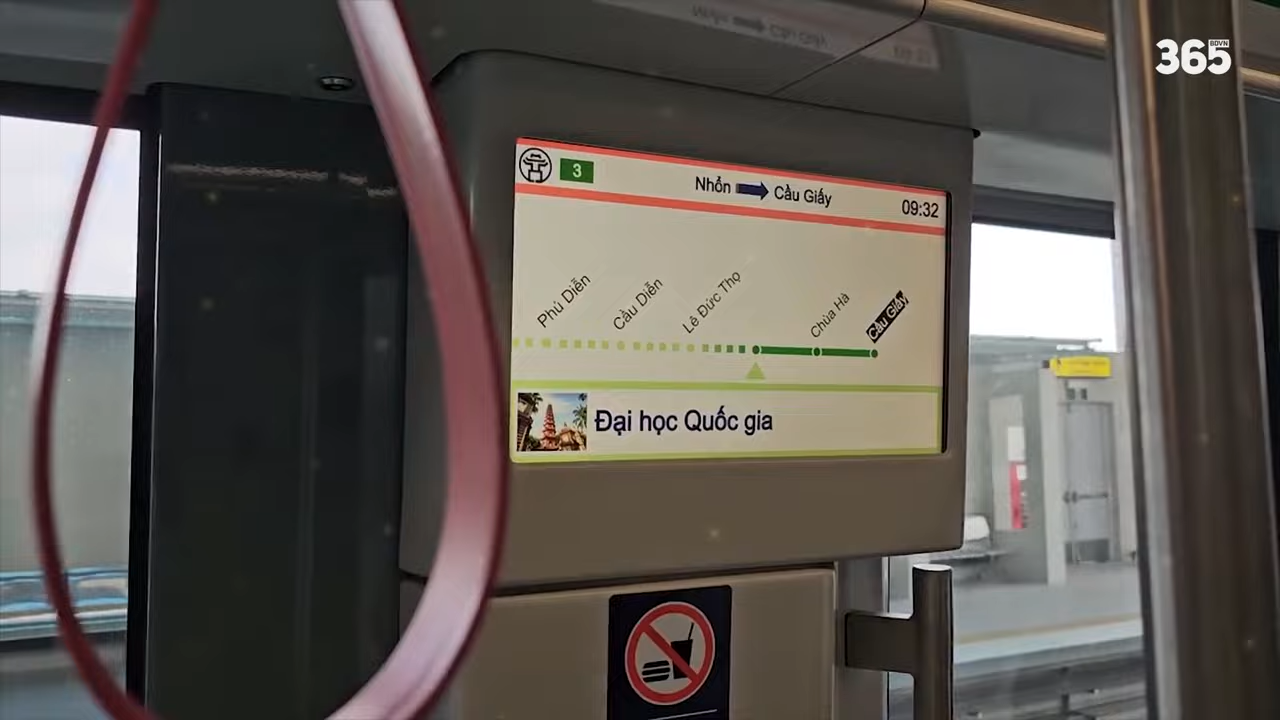 365
BDVN
3
Nhổn
Cầu Giấy
09:32
Phú Diễn
Cầu Diễn
Lê Đức Thọ
Chùa Hà
Cầu Giấy
Đại học Quốc gia